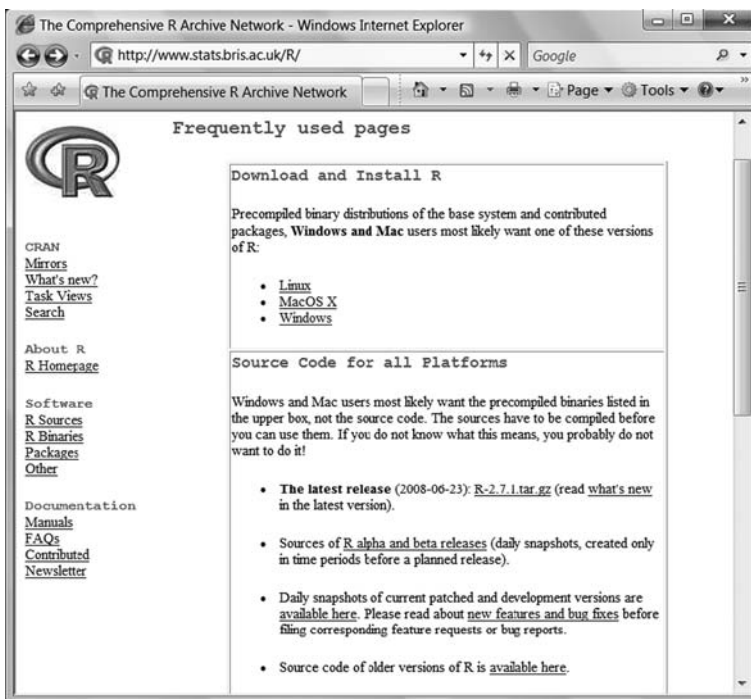 The Comprehensive R Archive Network - Windows Internet Explorer
http://www.stats.bris.ac.uk/R/
Google
The Comprehensive R Archive Network
Page
Tools
R
CRAN
Mirrors
What's new?
Task Views
Search
About R
R Homepage
Software
R Sources
R Binaries
Packages
Other
Documentation
Manuals
FAQs
Contributed
Newsletter
Frequently used pages
Download and Install R
Precompiled binary distributions of the base system and contributed
packages, Windows and Mac users most likely want one of these versions
of R:
• Linux
• MacOS X
• Windows
Source Code for all Platforms
Windows and Mac users most likely want the precompiled binaries listed in
the upper box, not the source code. The sources have to be compiled before
you can use them. If you do not know what this means, you probably do not
want to do it!
• The latest release (2008-06-23): R-2.7.1.tar.gz (read what's new
in the latest version).
• Sources of R alpha and beta releases (daily snapshots, created only
in time periods before a planned release).
• Daily snapshots of current patched and development versions are
available here. Please read about new features and bug fixes before
filing corresponding feature requests or bug reports.
• Source code of older versions of R is available here.